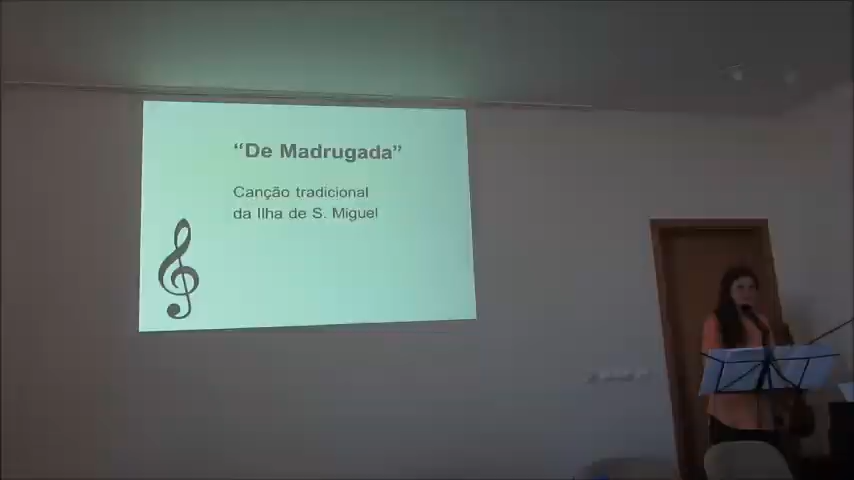 “De Madrugada”
Canção tradicional
da Ilha de S. Miguel